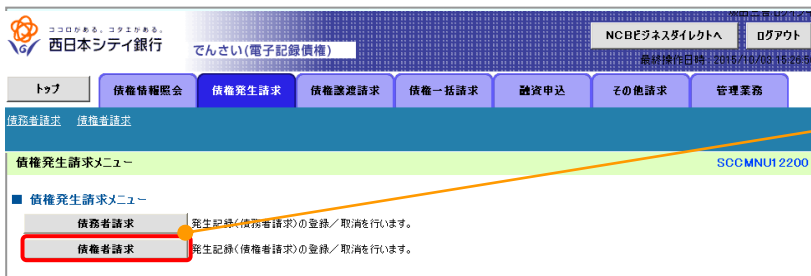 ココロがある。コタエがある。
西日本シティ銀行
でんさい(電子記録債権)
NCBビジネスダイレクトへ
ログアウト
最終操作日時 2015/10/03 15:26:50
トップ
債権情報照会
債権発生請求
債権譲渡請求
債権一括請求
融資申込
その他請求
管理業務
債務者請求
債権者請求
債権発生請求メニュー
SCCMNU12200
■ 債権発生請求メニュー
債務者請求
発生記録(債務者請求)の登録/取消を行います。
債権者請求
発生記録(債権者請求)の登録/取消を行います。